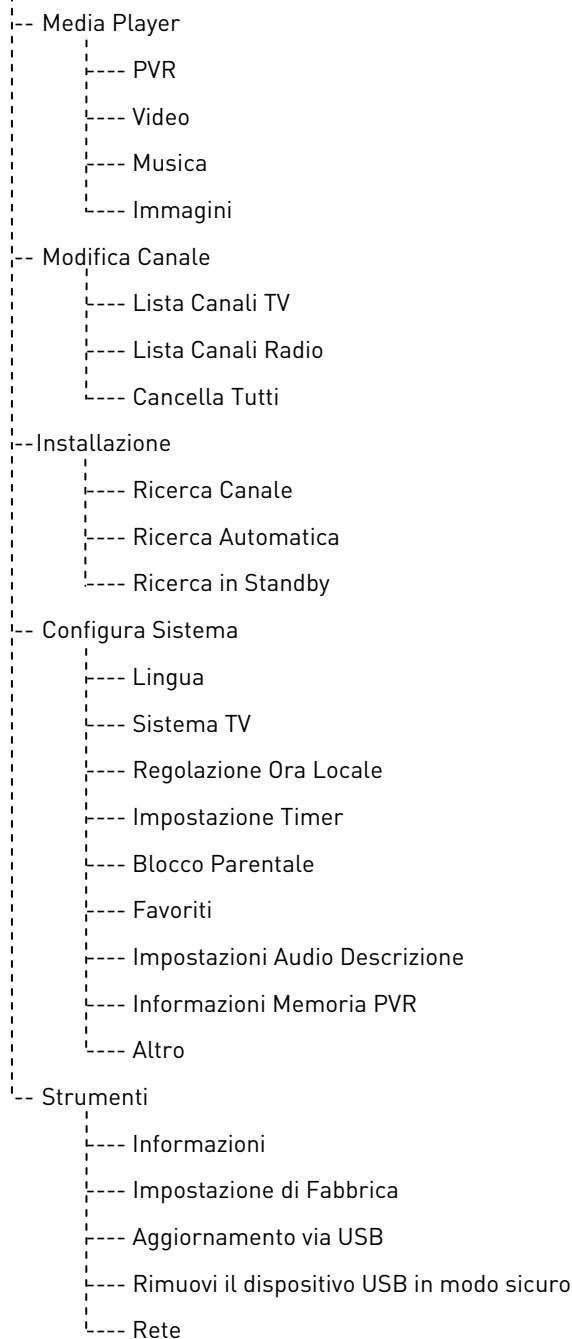 Media Player
PVR
Video
Musica
Immagini
Modifica Canale
Lista Canali TV
Lista Canali Radio
Cancella Tutti
Installazione
Ricerca Canale
Ricerca Automatica
Ricerca in Standby
Configura Sistema
Lingua
Sistema TV
Regolazione Ora Locale
Impostazione Timer
Blocco Parentale
Favoriti
Impostazioni Audio Descrizione
Informazioni Memoria PVR
Altro
Strumenti
Informazioni
Impostazione di Fabbrica
Aggiornamento via USB
Rimuovi il dispositivo USB in modo sicuro
Rete